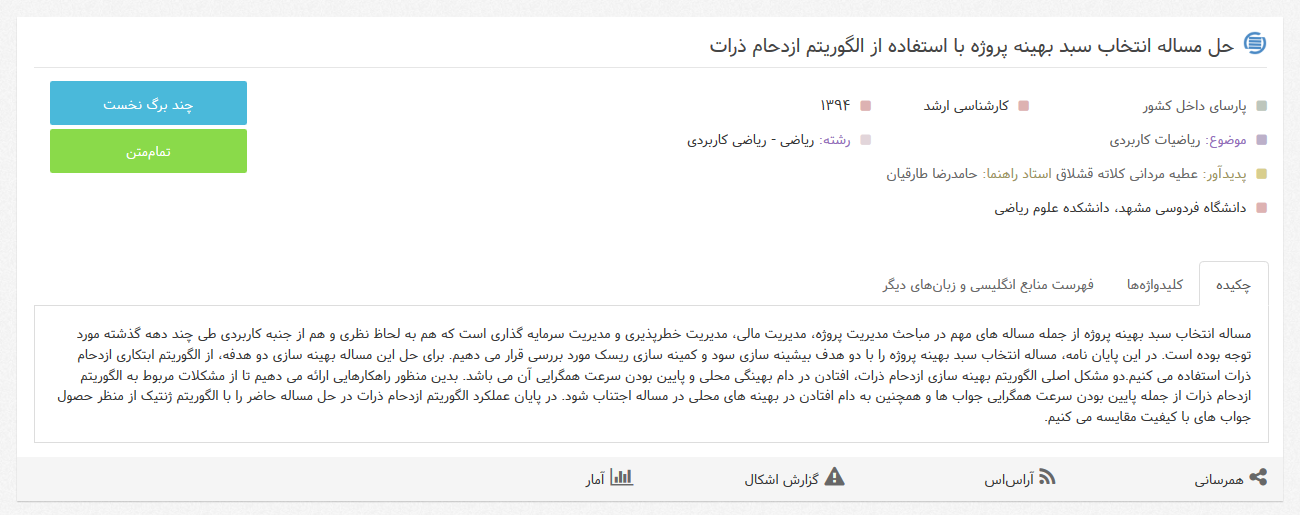 حل مساله انتخاب سبد بهینه پروژه با استفاده از الگوریتم ازدحام ذرات
پارسای داخل کشور
کارشناسی ارشد
۱۳۹۴
چند برگ نخست
موضوع: ریاضیات کاربردی
رشته: ریاضی - ریاضی کاربردی
تمام‌متن
پدیدآور: عطیه مردانی کلاته قشلاق استاد راهنما: حامدرضا طارقیان
دانشگاه فردوسی مشهد، دانشکده علوم ریاضی
چکیده
کلیدواژه‌ها
فهرست منابع انگلیسی و زبان‌های دیگر
مساله انتخاب سبد بهینه پروژه از جمله مساله های مهم در مباحث مدیریت پروژه، مدیریت مالی، مدیریت خطرپذیری و مدیریت سرمایه گذاری است که هم به لحاظ نظری و هم از جنبه کاربردی طی چند دهه گذشته مورد
توجه بوده است. در این پایان نامه، مساله انتخاب سبد بهینه پروژه را با دو هدف بیشینه سازی سود و کمینه سازی ریسک مورد بررسی قرار می دهیم. برای حل این مساله بهینه سازی دو هدفه، از الگوریتم ابتکاری ازدحام
ذرات استفاده می کنیم.دو مشکل اصلی الگوریتم بهینه سازی ازدحام ذرات، افتادن در دام بهینگی محلی و پایین بودن سرعت همگرایی آن می باشد. بدین منظور راهکارهایی ارائه می دهیم تا از مشکلات مربوط به الگوریتم
ازدحام ذرات از جمله پایین بودن سرعت همگرایی جواب ها و همچنین به دام افتادن در بهینه های محلی در مساله اجتناب شود. در پایان عملکرد الگوریتم ازدحام ذرات در حل مساله حاضر را با الگوریتم ژنتیک از منظر حصول
جواب های با کیفیت مقایسه می کنیم.
همرسانی
آراس‌اس
گزارش اشکال
آمار